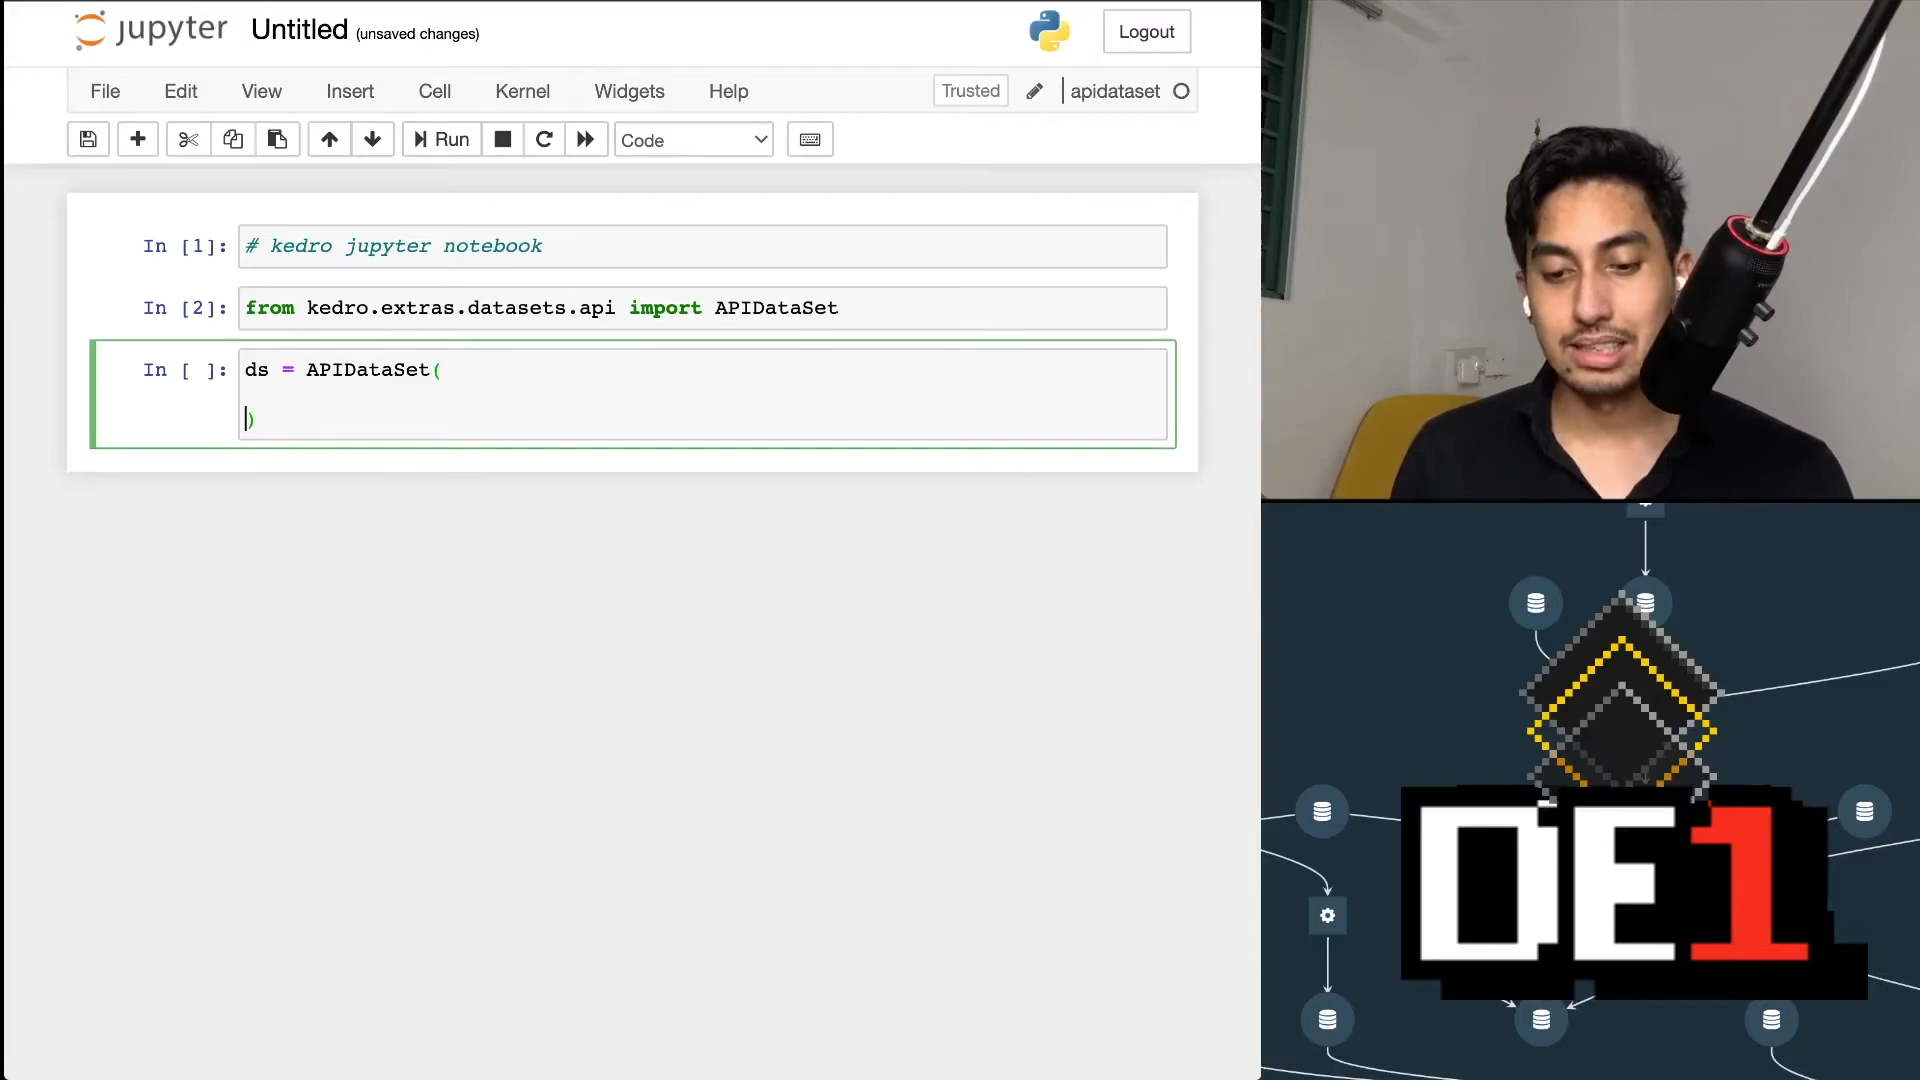 jupyter Untitled (unsaved changes) Logout
File Edit View Insert Cell Kernel Widgets Help Trusted apidataset
Run Code
In [1]: # kedro jupyter notebook
In [2]: from kedro.extras.datasets.api import APIDataSet
In [ ]: ds = APIDataSet(
)
DE1